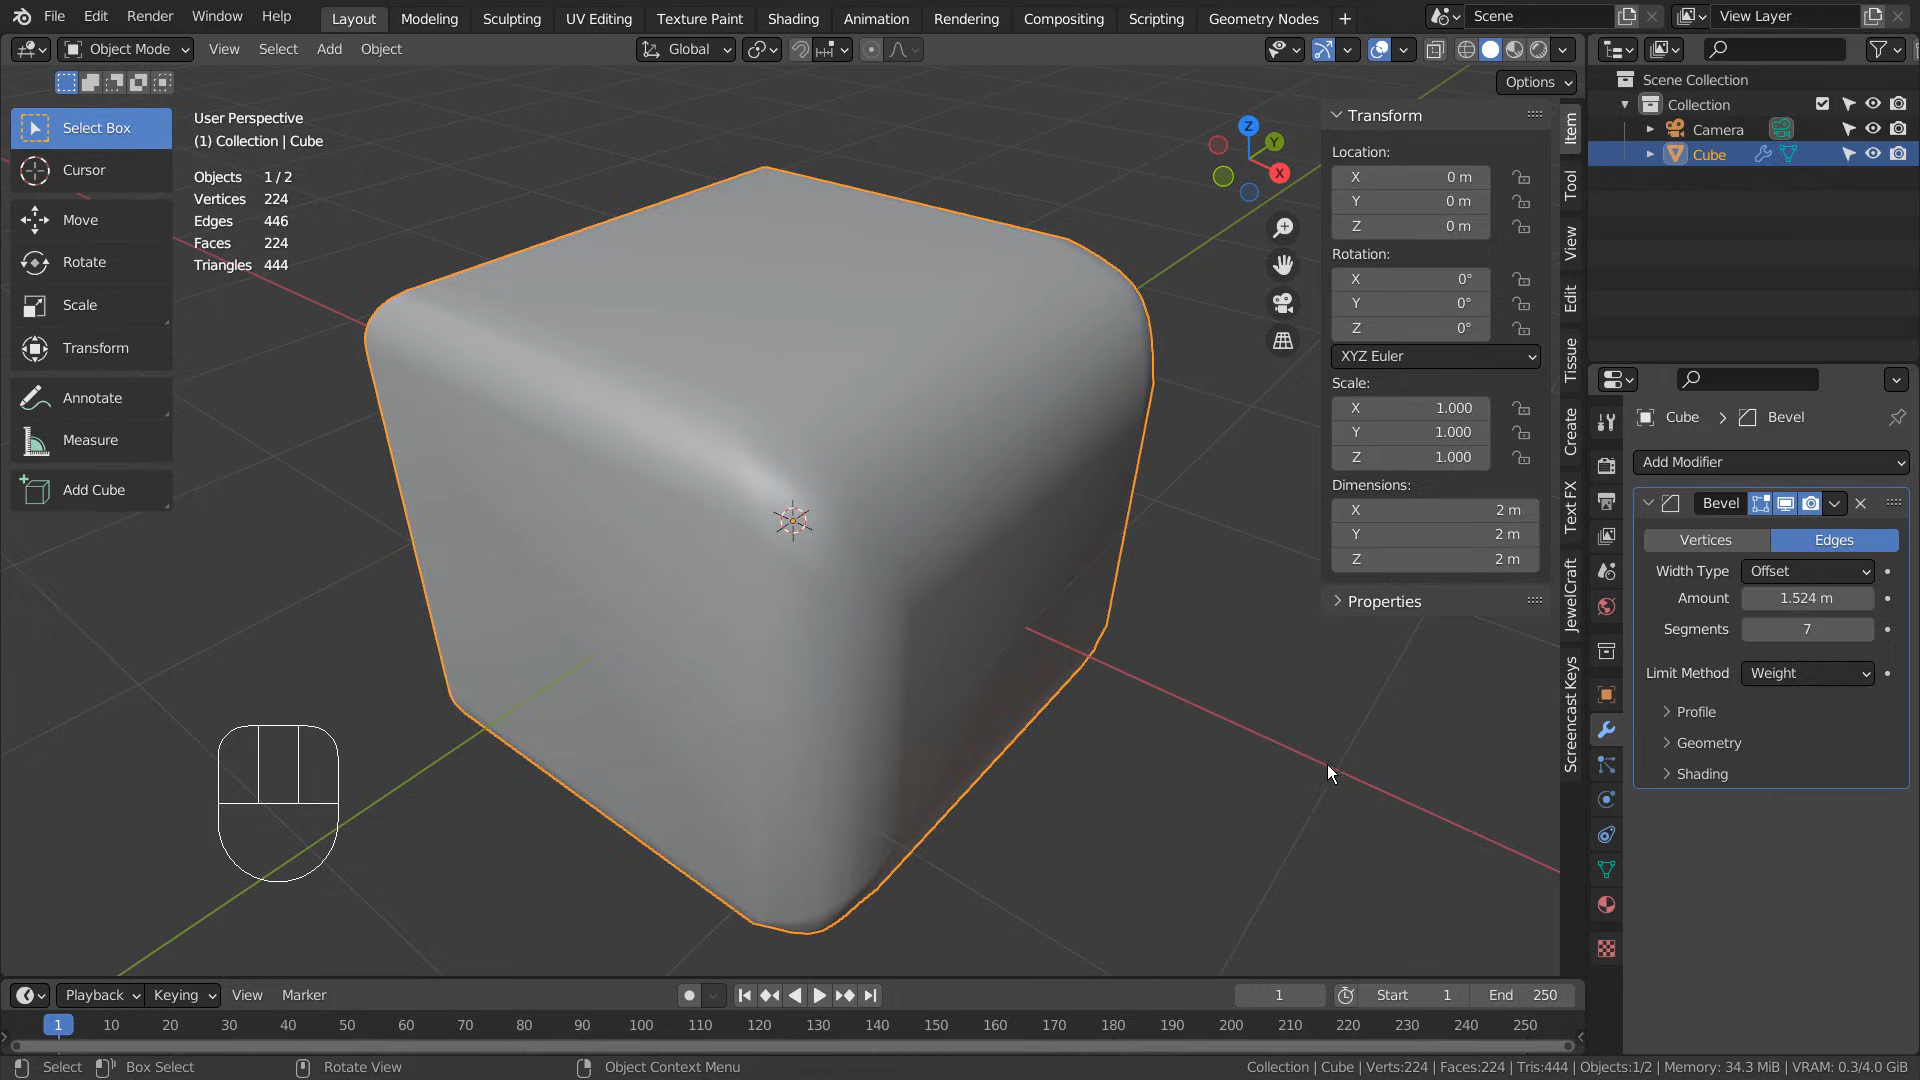 File Edit Render Window Help Layout Modeling Sculpting UV Editing Texture Paint Shading Animation Rendering Compositing Scripting Geometry Nodes + Scene View Layer
Object Mode View Select Add Object Global
Options
Select Box
Cursor
Move
Rotate
Scale
Transform
Annotate
Measure
Add Cube
User Perspective
(1) Collection | Cube
Objects 1 / 2
Vertices 224
Edges 446
Faces 224
Triangles 444
Z
Y
X
Transform
Location:
X 0 m
Y 0 m
Z 0 m
Rotation:
X 0°
Y 0°
Z 0°
XYZ Euler
Scale:
X 1.000
Y 1.000
Z 1.000
Dimensions:
X 2 m
Y 2 m
Z 2 m
Properties
Item
Tool
View
Edit
Tissue
Create
Text FX
JewelCraft
Screencast Keys
Scene Collection
Collection
Camera
Cube
Cube > Bevel
Add Modifier
Bevel
Vertices Edges
Width Type Offset
Amount 1.524 m
Segments 7
Limit Method Weight
Profile
Geometry
Shading
Playback Keying View Marker 1 Start 1 End 250
1 10 20 30 40 50 60 70 80 90 100 110 120 130 140 150 160 170 180 190 200 210 220 230 240 250
Select Box Select Rotate View Object Context Menu Collection | Cube | Verts:224 | Faces:224 | Tris:444 | Objects:1/2 | Memory: 34.3 MiB | VRAM: 0.3/4.0 GiB